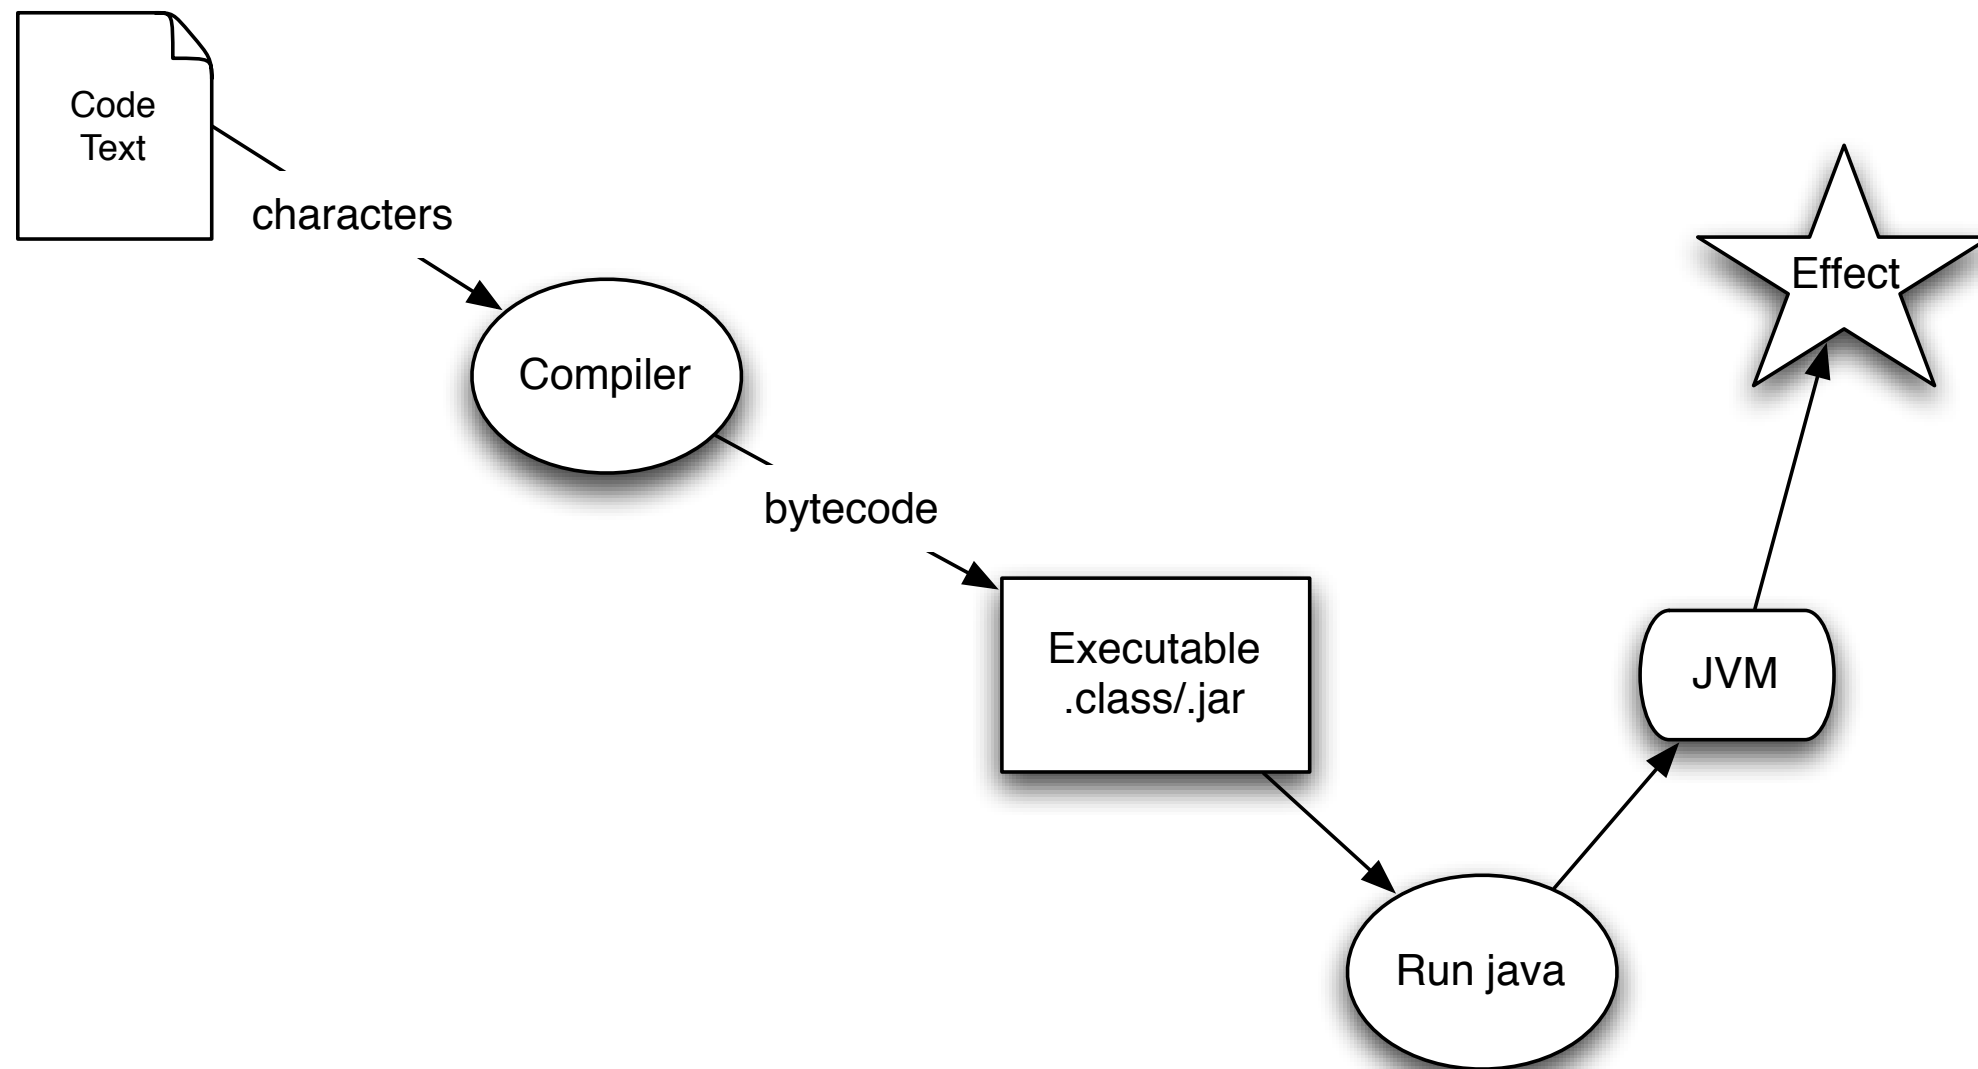 Code
Text
characters
Compiler
bytecode
Executable
.class/.jar
Run java
JVM
Effect